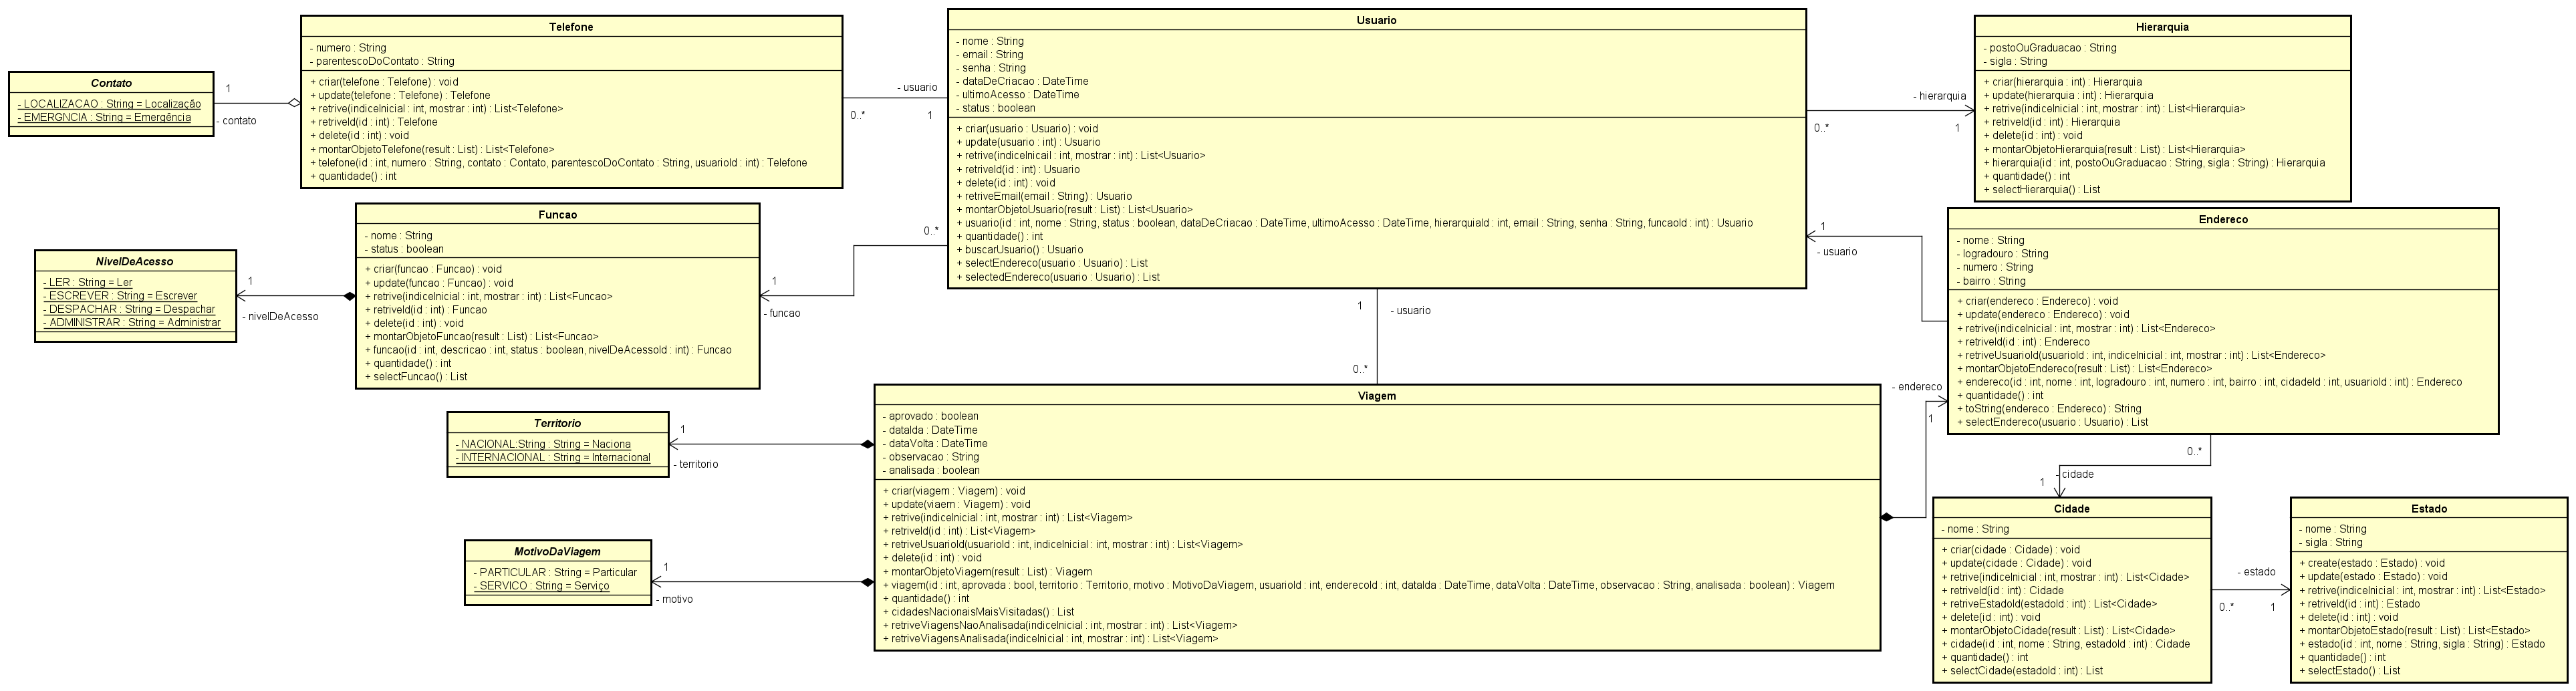 Contato
- LOCALIZACAO : String = Localização
- EMERGNCIA : String = Emergência
1
- contato
Telefone
- numero : String
- parentescoDoContato : String
+ criar(telefone : Telefone) : void
+ update(telefone : Telefone) : Telefone
+ retrive(indiceInicial : int, mostrar : int) : List<Telefone>
+ retriveId(id : int) : Telefone
+ delete(id : int) : void
+ montarObjetoTelefone(result : List) : List<Telefone>
+ telefone(id : int, numero : String, contato : Contato, parentescoDoContato : String, usuarioId : int) : Telefone
+ quantidade() : int
- usuario
0..*
1
Usuario
- nome : String
- email : String
- senha : String
- dataDeCriacao : DateTime
- ultimoAcesso : DateTime
- status : boolean
+ criar(usuario : Usuario) : void
+ update(usuario : int) : Usuario
+ retrive(indiceInicail : int, mostrar : int) : List<Usuario>
+ retriveId(id : int) : Usuario
+ delete(id : int) : void
+ retriveEmail(email : String) : Usuario
+ montarObjetoUsuario(result : List) : List<Usuario>
+ usuario(id : int, nome : String, status : boolean, dataDeCriacao : DateTime, ultimoAcesso : DateTime, hierarquiaId : int, email : String, senha : String, funcaoId : int) : Usuario
+ quantidade() : int
+ buscarUsuario() : Usuario
+ selectEndereco(usuario : Usuario) : List
+ selectedEndereco(usuario : Usuario) : List
- hierarquia
0..*
1
Hierarquia
- postoOuGraduacao : String
- sigla : String
+ criar(hierarquia : int) : Hierarquia
+ update(hierarquia : int) : Hierarquia
+ retrive(indiceInicial : int, mostrar : int) : List<Hierarquia>
+ retriveId(id : int) : Hierarquia
+ delete(id : int) : void
+ montarObjetoHierarquia(result : List) : List<Hierarquia>
+ hierarquia(id : int, postoOuGraduacao : String, sigla : String) : Hierarquia
+ quantidade() : int
+ selectHierarquia() : List
NivelDeAcesso
- LER : String = Ler
- ESCREVER : String = Escrever
- DESPACHAR : String = Despachar
- ADMINISTRAR : String = Administrar
1
- nivelDeAcesso
Funcao
- nome : String
- status : boolean
+ criar(funcao : Funcao) : void
+ update(funcao : Funcao) : void
+ retrive(indiceInicial : int, mostrar : int) : List<Funcao>
+ retriveId(id : int) : Funcao
+ delete(id : int) : void
+ montarObjetoFuncao(result : List) : List<Funcao>
+ funcao(id : int, descricao : int, status : boolean, nivelDeAcessoId : int) : Funcao
+ quantidade() : int
+ selectFuncao() : List
0..*
1
- funcao
1
- usuario
Endereco
- nome : String
- logradouro : String
- numero : String
- bairro : String
+ criar(endereco : Endereco) : void
+ update(endereco : Endereco) : void
+ retrive(indiceInicial : int, mostrar : int) : List<Endereco>
+ retriveId(id : int) : Endereco
+ retriveUsuarioId(usuarioId : int, indiceInicial : int, mostrar : int) : List<Endereco>
+ montarObjetoEndereco(result : List) : List<Endereco>
+ endereco(id : int, nome : int, logradouro : int, numero : int, bairro : int, cidadeId : int, usuarioId : int) : Endereco
+ quantidade() : int
+ toString(endereco : Endereco) : String
+ selectEndereco(usuario : Usuario) : List
1
- usuario
0..*
Territorio
- NACIONAL:String : String = Naciona
- INTERNACIONAL : String = Internacional
1
- territorio
MotivoDaViagem
- PARTICULAR : String = Particular
- SERVICO : String = Serviço
1
- motivo
Viagem
- aprovado : boolean
- dataIda : DateTime
- dataVolta : DateTime
- observacao : String
- analisada : boolean
+ criar(viagem : Viagem) : void
+ update(viaem : Viagem) : void
+ retrive(indiceInicial : int, mostrar : int) : List<Viagem>
+ retriveId(id : int) : List<Viagem>
+ retriveUsuarioId(usuarioId : int, indiceInicial : int, mostrar : int) : List<Viagem>
+ delete(id : int) : void
+ montarObjetoViagem(result : List) : Viagem
+ viagem(id : int, aprovada : bool, territorio : Territorio, motivo : MotivoDaViagem, usuarioId : int, enderecoId : int, dataIda : DateTime, dataVolta : DateTime, observacao : String, analisada : boolean) : Viagem
+ quantidade() : int
+ cidadesNacionaisMaisVisitadas() : List
+ retriveViagensNaoAnalisada(indiceInicial : int, mostrar : int) : List<Viagem>
+ retriveViagensAnalisada(indiceInicial : int, mostrar : int) : List<Viagem>
- endereco
1
0..*
- cidade
1
Cidade
- nome : String
+ criar(cidade : Cidade) : void
+ update(cidade : Cidade) : void
+ retrive(indiceInicial : int, mostrar : int) : List<Cidade>
+ retriveId(id : int) : Cidade
+ retriveEstadoId(estadoId : int) : List<Cidade>
+ delete(id : int) : void
+ montarObjetoCidade(result : List) : List<Cidade>
+ cidade(id : int, nome : String, estadoId : int) : Cidade
+ quantidade() : int
+ selectCidade(estadoId : int) : List
- estado
0..*
1
Estado
- nome : String
- sigla : String
+ create(estado : Estado) : void
+ update(estado : Estado) : void
+ retrive(indiceInicial : int, mostrar : int) : List<Estado>
+ retriveId(id : int) : Estado
+ delete(id : int) : void
+ montarObjetoEstado(result : List) : List<Estado>
+ estado(id : int, nome : String, sigla : String) : Estado
+ quantidade() : int
+ selectEstado() : List